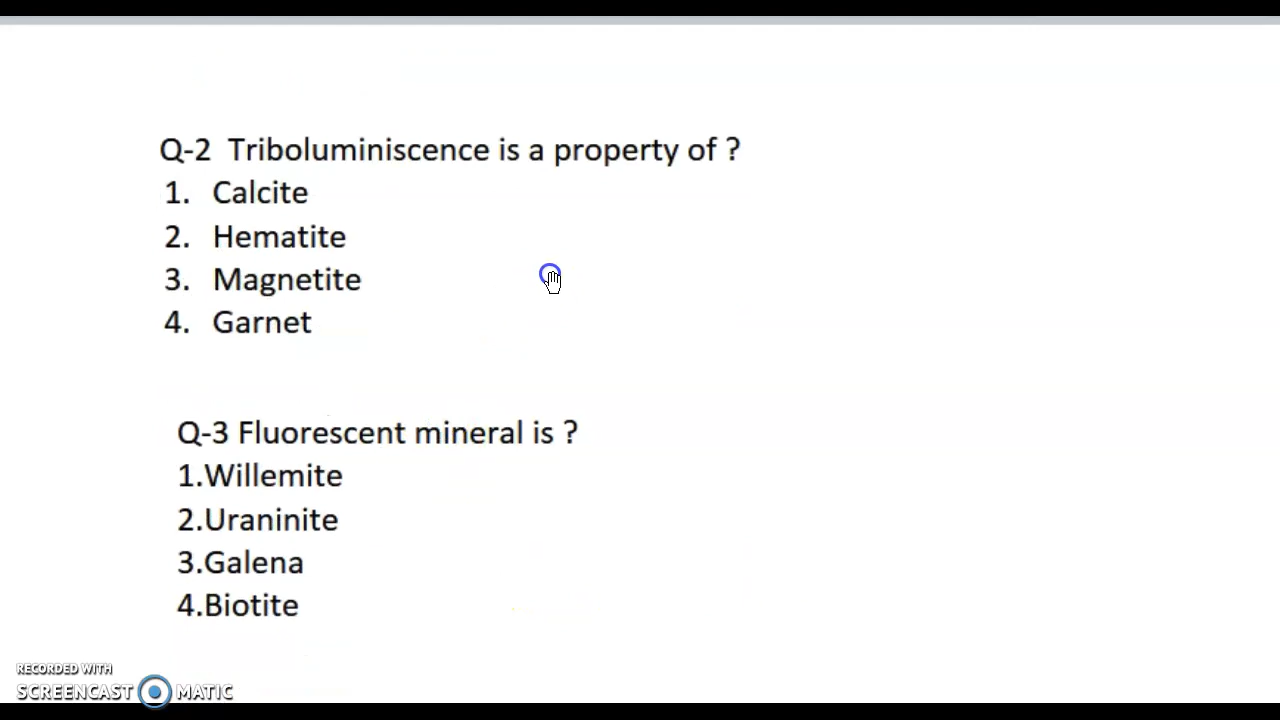 Q-2 Triboluminiscence is a property of ?
1. Calcite
2. Hematite
3. Magnetite
4. Garnet
Q-3 Fluorescent mineral is ?
1.Willemite
2.Uraninite
3.Galena
4.Biotite
RECORDED WITH
SCREENCAST MATIC